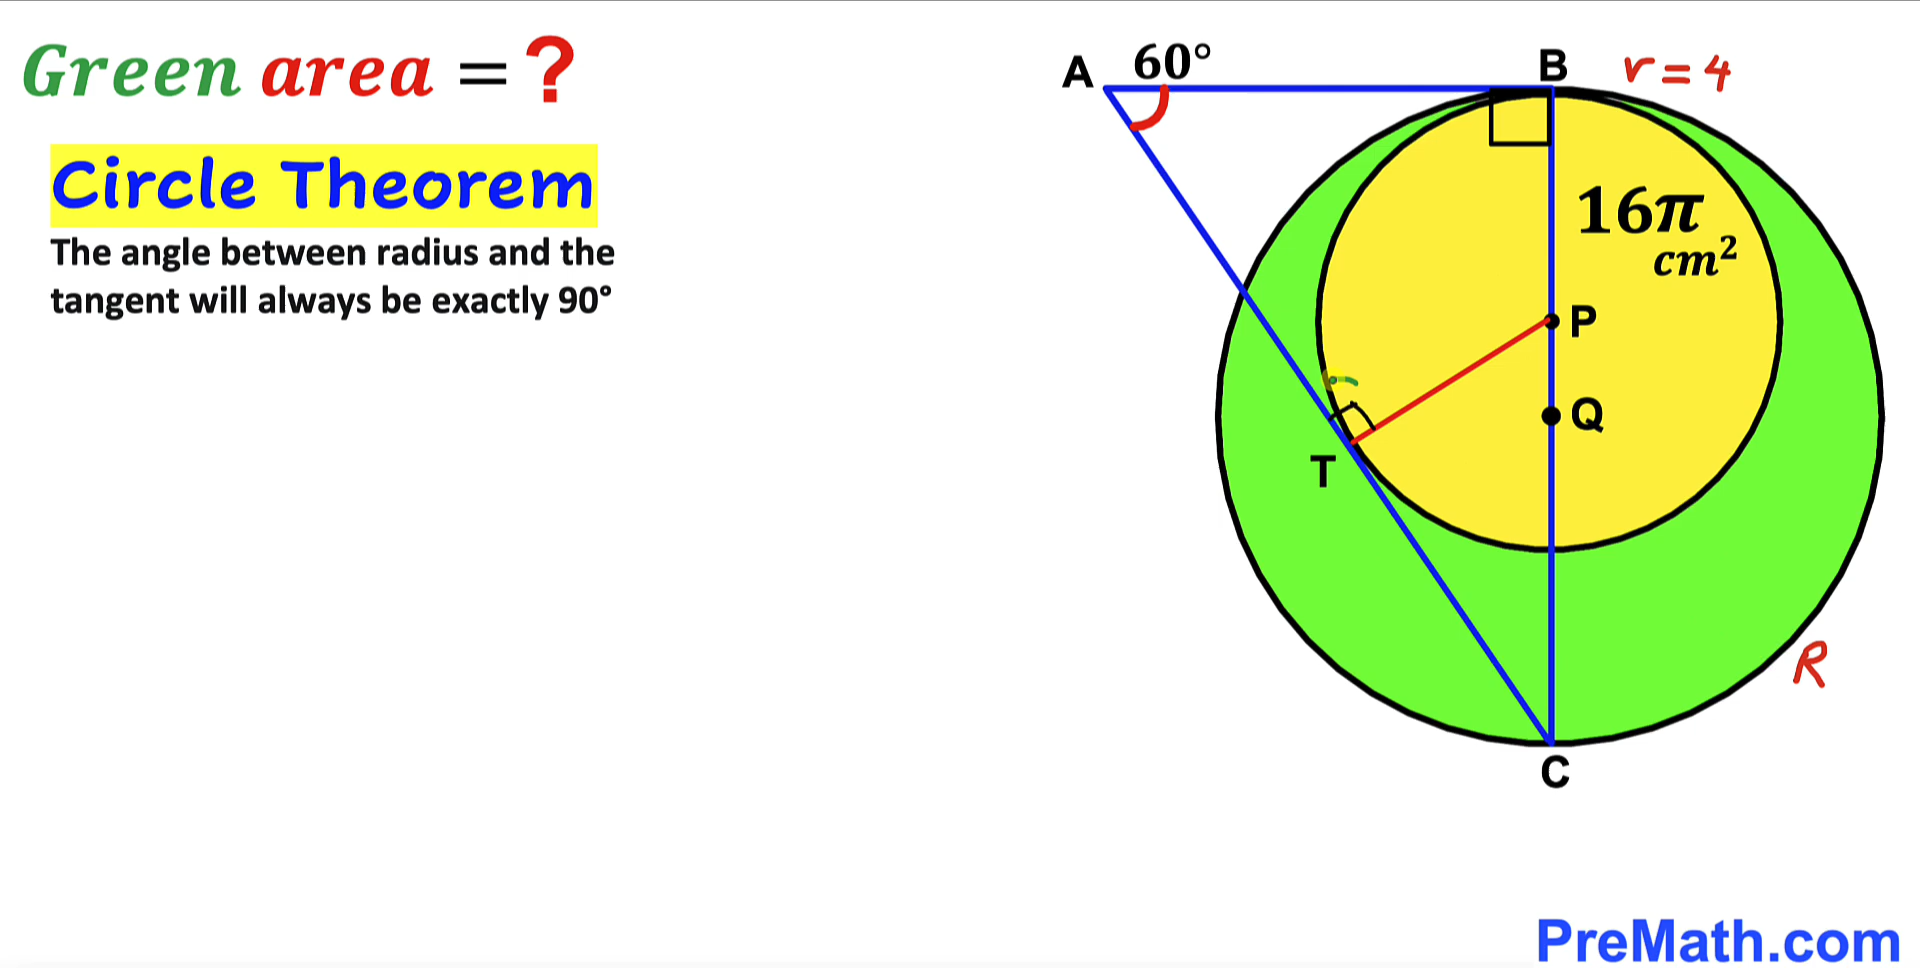 Green area = ?
Circle Theorem
The angle between radius and the
tangent will always be exactly 90°
A 60° B r = 4
16π
cm²
P
Q
T
R
C
PreMath.com